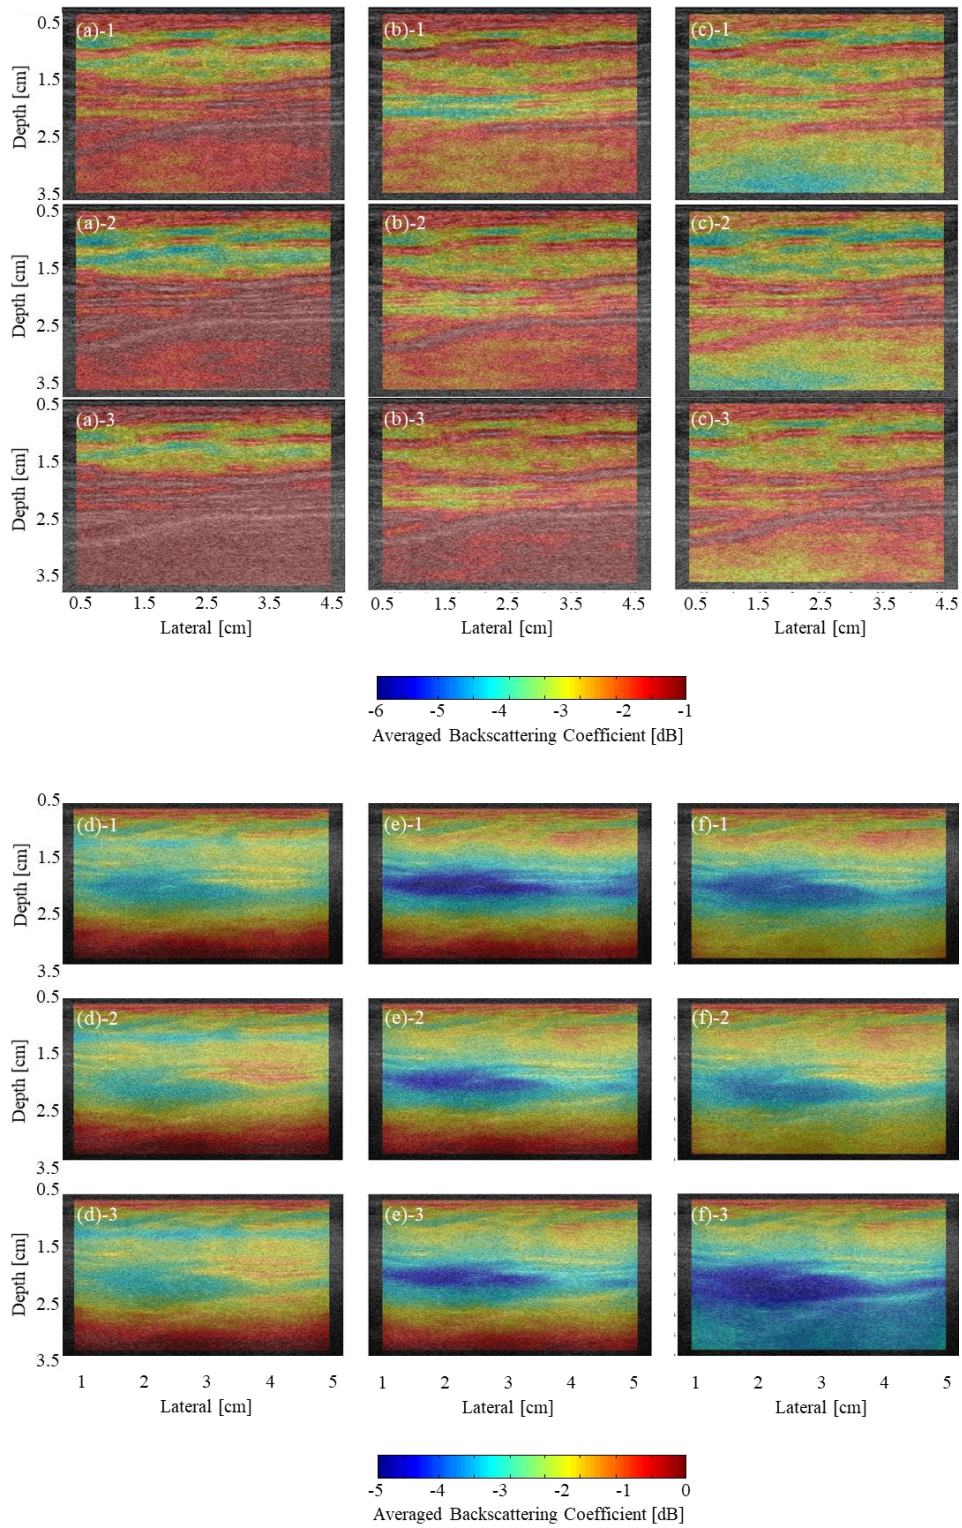 0.5 (a)-1 (b)-1 (c)-1
1.5
Depth [cm]
2.5
3.5
0.5 (a)-2 (b)-2 (c)-2
1.5
Depth [cm]
2.5
3.5
0.5 (a)-3 (b)-3 (c)-3
1.5
Depth [cm]
2.5
3.5
0.5 1.5 2.5 3.5 4.5 0.5 1.5 2.5 3.5 4.5 0.5 1.5 2.5 3.5 4.5
Lateral [cm] Lateral [cm] Lateral [cm]
-6 -5 -4 -3 -2 -1
Averaged Backscattering Coefficient [dB]
0.5
(d)-1 (e)-1 (f)-1
1.5
Depth [cm]
2.5
3.5
0.5
(d)-2 (e)-2 (f)-2
1.5
Depth [cm]
2.5
3.5
0.5
(d)-3 (e)-3 (f)-3
1.5
Depth [cm]
2.5
3.5
1 2 3 4 5 1 2 3 4 5 1 2 3 4 5
Lateral [cm] Lateral [cm] Lateral [cm]
-5 -4 -3 -2 -1 0
Averaged Backscattering Coefficient [dB]